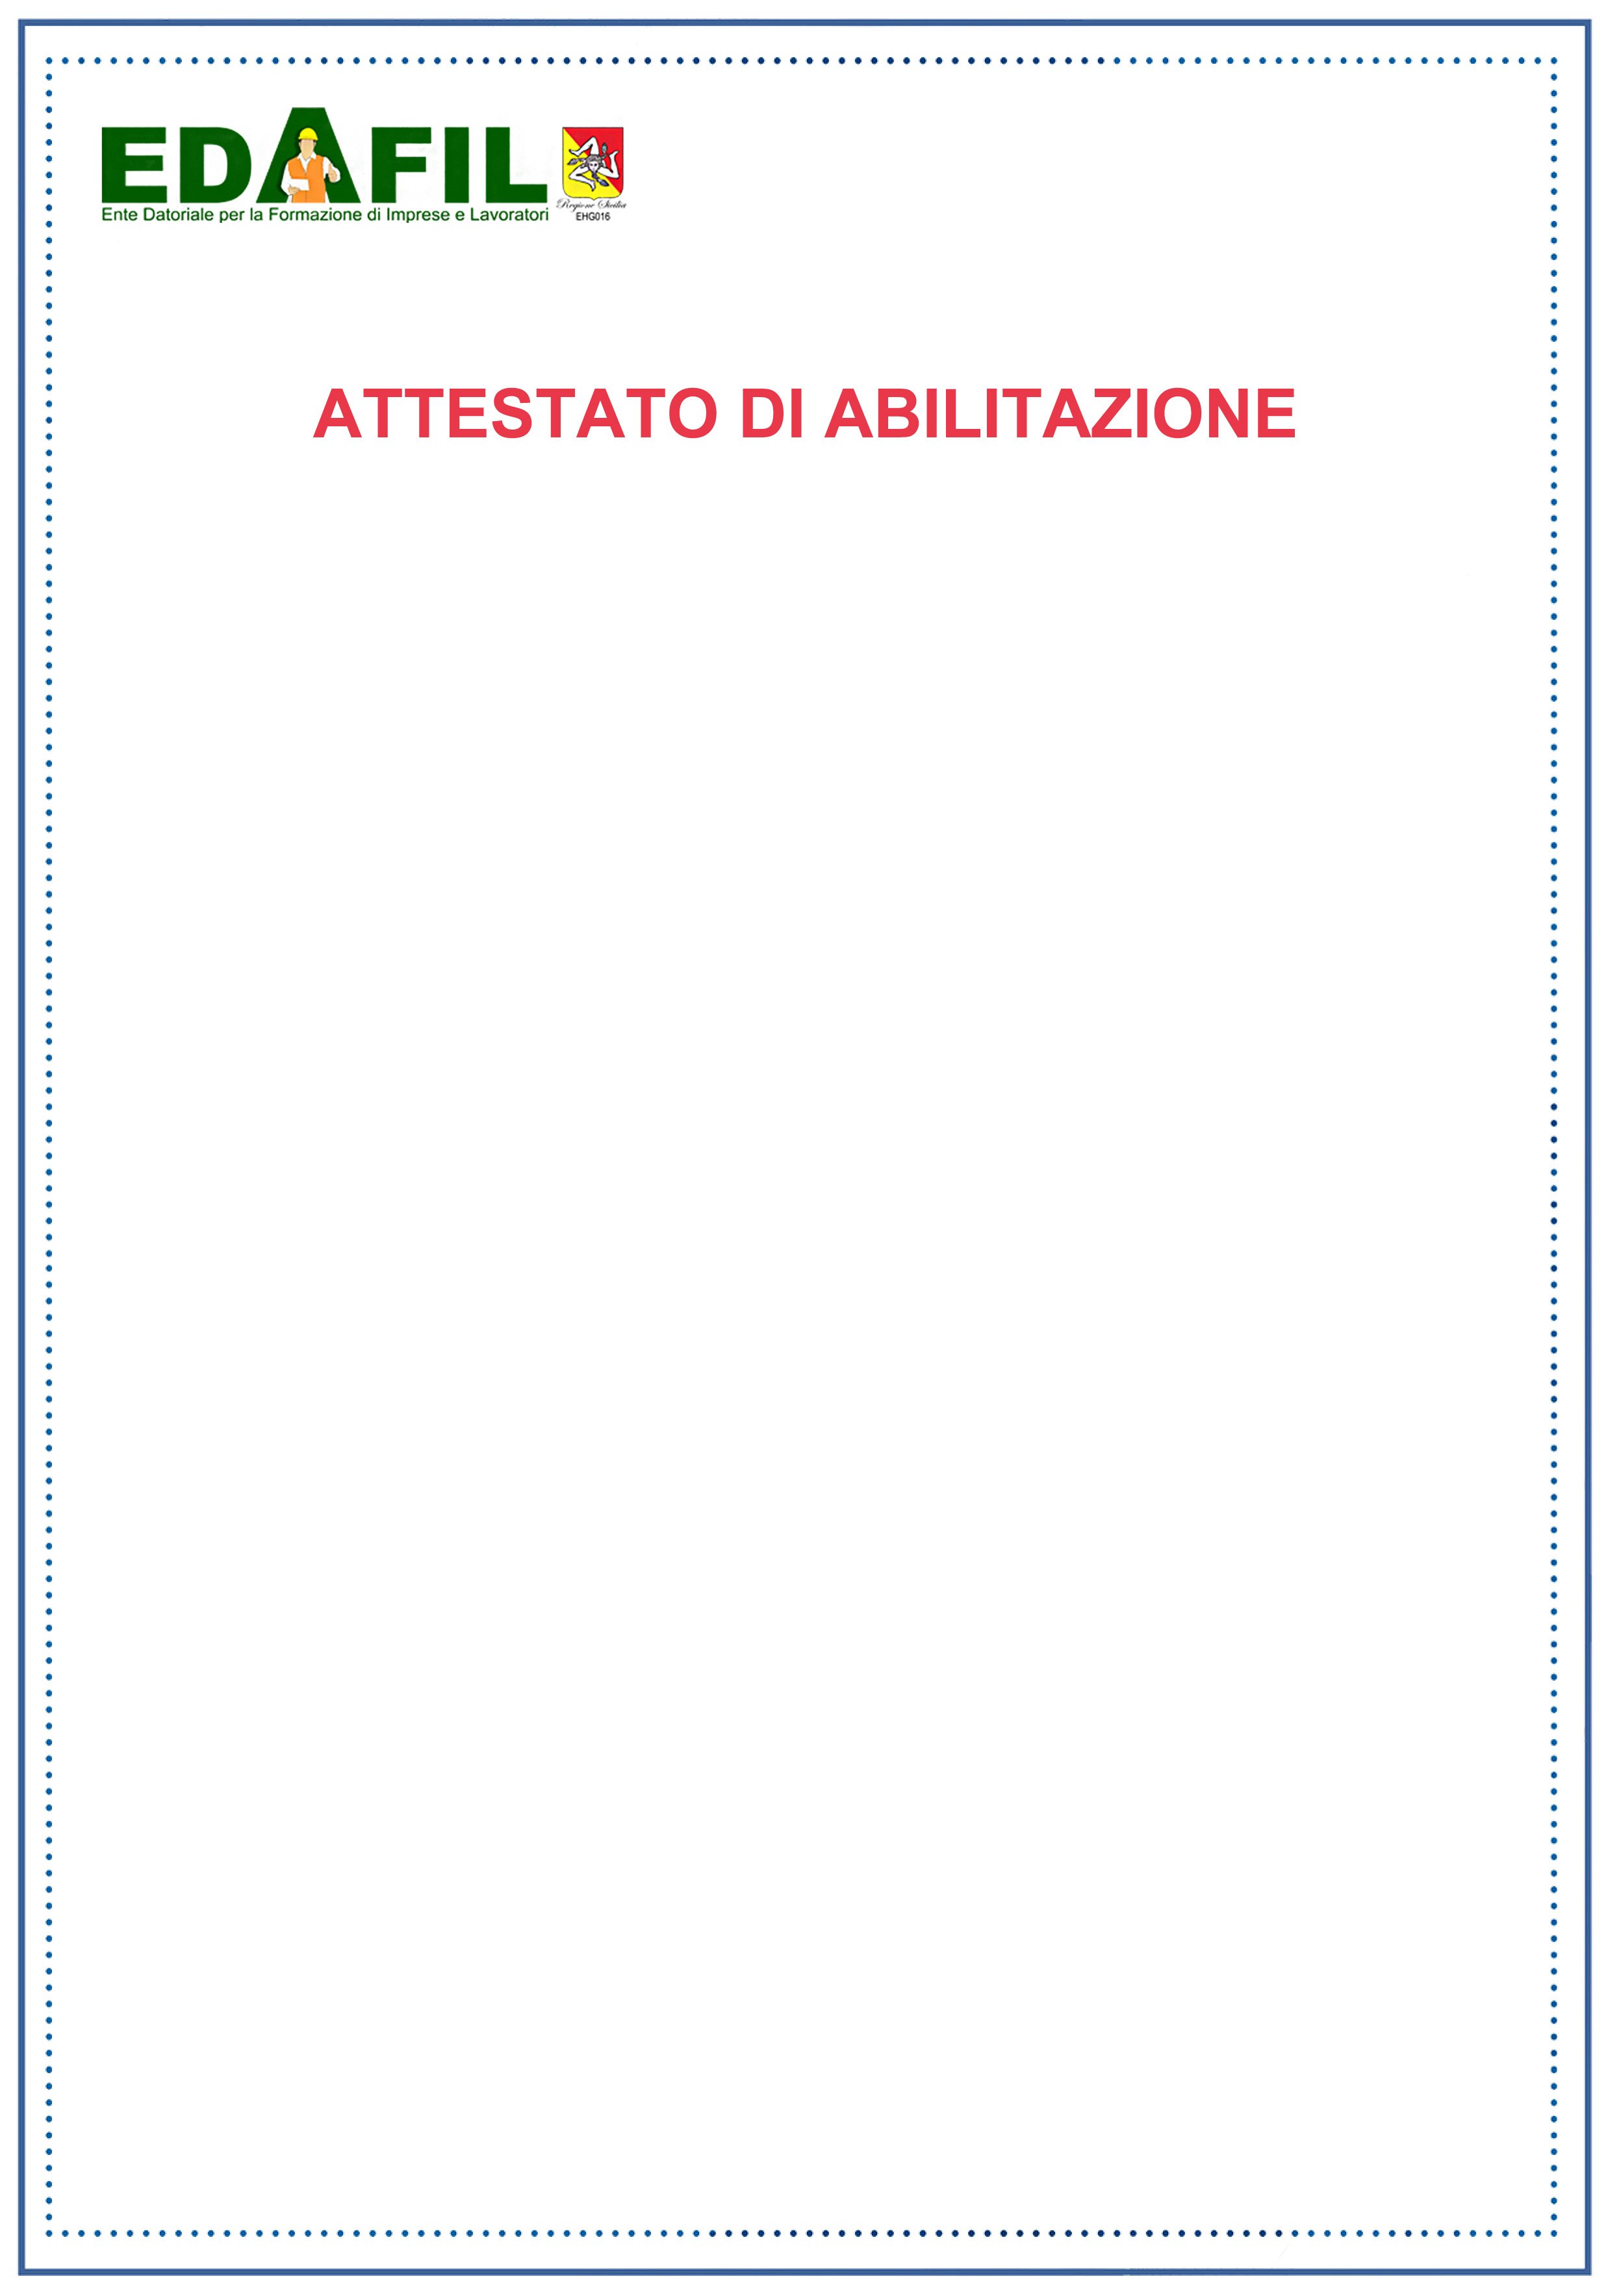 EDAFIL
Ente Datoriale per la Formazione di Imprese e Lavoratori
Regione Sicilia
EHG016
ATTESTATO DI ABILITAZIONE